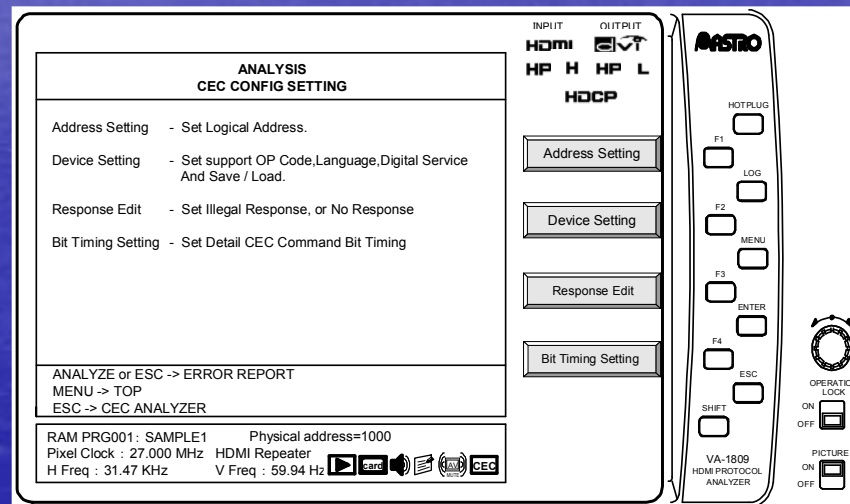 INPUT OUTPUT
HDMI DVI
HP H HP L
HDCP
ASTRO
ANALYSIS
CEC CONFIG SETTING
Address Setting - Set Logical Address.
Device Setting - Set support OP Code,Language,Digital Service
And Save / Load.
Response Edit - Set Illegal Response, or No Response
Bit Timing Setting - Set Detail CEC Command Bit Timing
ANALYZE or ESC -> ERROR REPORT
MENU -> TOP
ESC -> CEC ANALYZER
RAM PRG001 : SAMPLE1 Physical address=1000
Pixel Clock : 27.000 MHz HDMI Repeater
H Freq : 31.47 KHz V Freq : 59.94 Hz
card
AV
MUTE
CEC
Address Setting
Device Setting
Response Edit
Bit Timing Setting
HOTPLUG
F1
LOG
F2
MENU
F3
ENTER
F4
ESC
SHIFT
VA-1809
HDMI PROTOCOL
ANALYZER
OPERATIO
LOCK
ON
OFF
PICTURE
ON
OFF